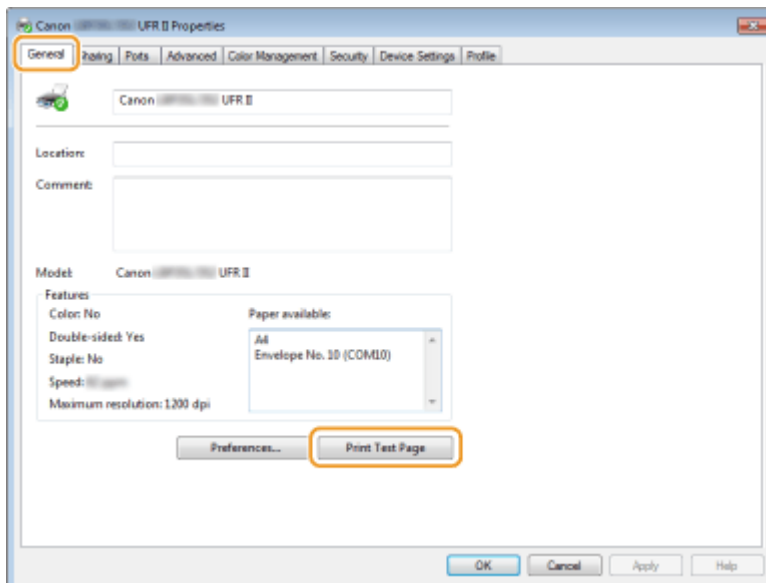 Canon UFR II Properties
General Sharing Ports Advanced Color Management Security Device Settings Profile
Canon UFR II
Location:
Comment:
Model: Canon UFR II
Features
Color: No
Paper available:
Double-sided: Yes
A4
Staple: No
Envelope No. 10 (COM10)
Speed:
Maximum resolution: 1200 dpi
Preferences... Print Test Page
OK Cancel Apply Help